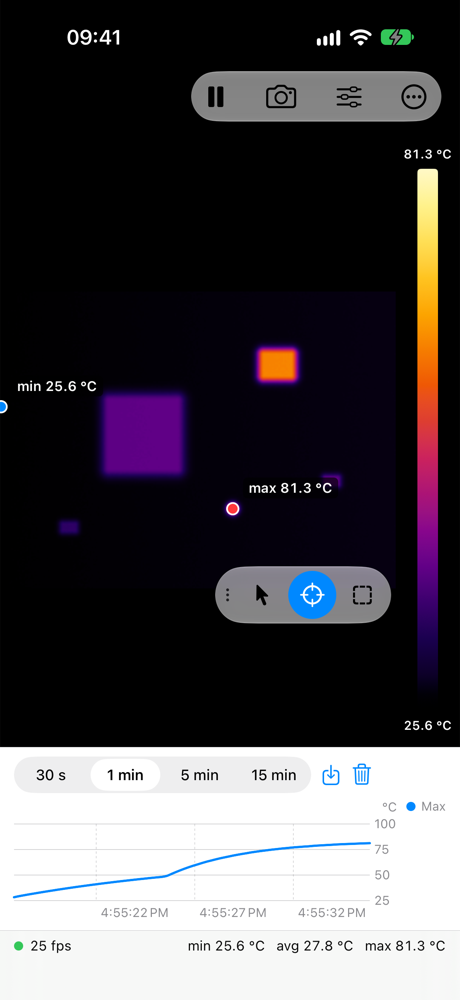 09:41
81.3 °C
min 25.6 °C
max 81.3 °C
25.6 °C
30 s 1 min 5 min 15 min
°C Max
100
75
50
25
4:55:22 PM 4:55:27 PM 4:55:32 PM
25 fps min 25.6 °C avg 27.8 °C max 81.3 °C